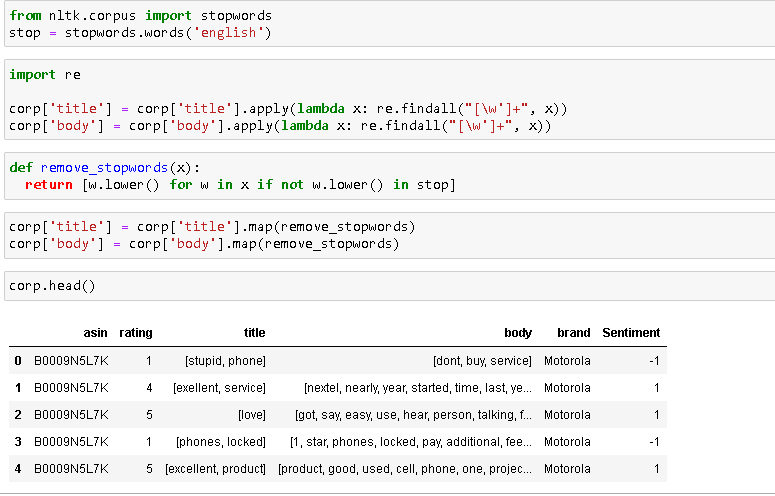 from nltk.corpus import stopwords
stop = stopwords.words('english')
import re
corp['title'] = corp['title'].apply(lambda x: re.findall("[\w']+", x))
corp['body'] = corp['body'].apply(lambda x: re.findall("[\w']+", x))
def remove_stopwords(x):
  return [w.lower() for w in x if not w.lower() in stop]
corp['title'] = corp['title'].map(remove_stopwords)
corp['body'] = corp['body'].map(remove_stopwords)
corp.head()
asin rating title body brand Sentiment
0 B0009N5L7K 1 [stupid, phone] [dont, buy, service] Motorola -1
1 B0009N5L7K 4 [exellent, service] [nextel, nearly, year, started, time, last, ye... Motorola 1
2 B0009N5L7K 5 [love] [got, say, easy, use, hear, person, talking, f... Motorola 1
3 B0009N5L7K 1 [phones, locked] [1, star, phones, locked, pay, additional, fee... Motorola -1
4 B0009N5L7K 5 [excellent, product] [product, good, used, cell, phone, one, projec... Motorola 1